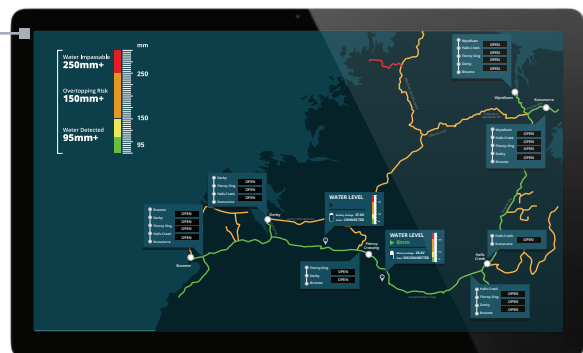 mm
Water Impassable
250mm+
250
Overtopping Risk
150mm+
150
Water Detected
95mm+
95
Wyndham OPEN
Halls Creek OPEN
Fitzroy Xing OPEN
Derby OPEN
Broome OPEN
Wyndham
Kununurra
Wyndham OPEN
Halls Creek OPEN
Fitzroy Xing OPEN
Derby OPEN
Broome OPEN
Derby OPEN
Fitzroy Xing OPEN
Halls Creek OPEN
Kununurra OPEN
Broome OPEN
Derby OPEN
Fitzroy Xing OPEN
Halls Creek OPEN
Kununurra OPEN
Derby
Broome
WATER LEVEL
WATER LEVEL
0mm
Fitzroy
Crossing
Fitzroy Xing OPEN
Derby OPEN
Broome OPEN
Halls Creek OPEN
Kununurra OPEN
Halls
Creek
Halls Creek OPEN
Fitzroy Xing OPEN
Derby OPEN
Broome OPEN